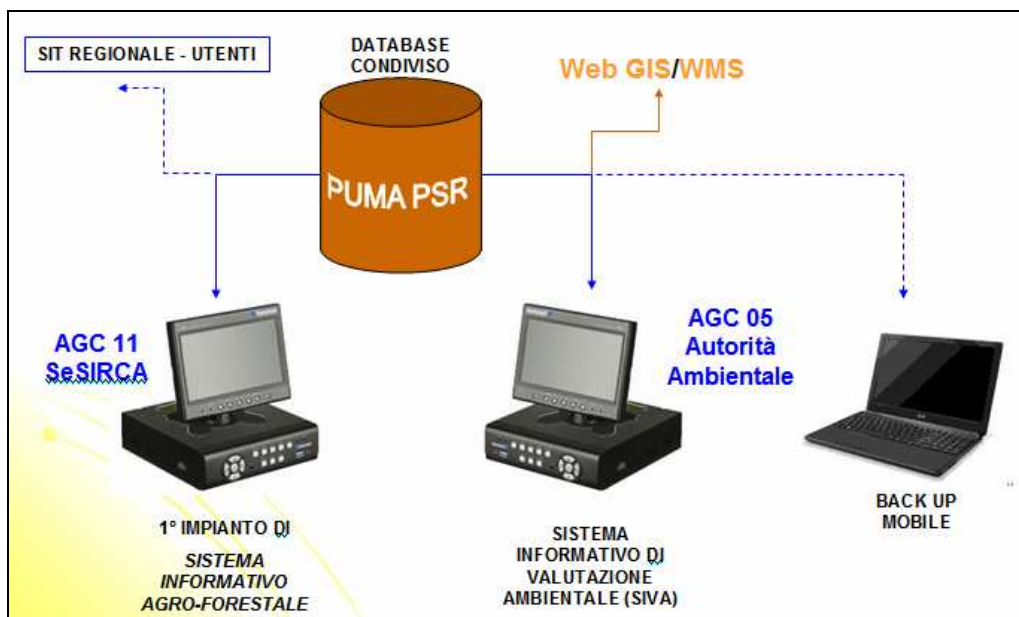 SIT REGIONALE - UTENTI
DATABASE
CONDIVISO
Web GIS/WMS
PUMA PSR
AGC 11
SeSIRCA
AGC 05
Autorità
Ambientale
1° IMPIANTO DI
SISTEMA
INFORMATIVO
AGRO-FORESTALE
SISTEMA
INFORMATIVO DI
VALUTAZIONE
AMBIENTALE (SIVA)
BACK UP
MOBILE